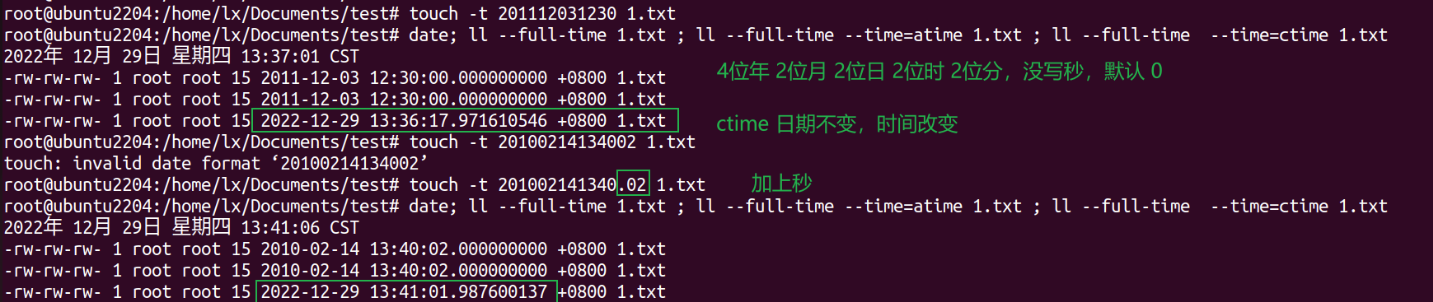 root@ubuntu2204:/home/lx/Documents/test# touch -t 201112031230 1.txt
root@ubuntu2204:/home/lx/Documents/test# date; ll --full-time 1.txt ; ll --full-time --time=atime 1.txt ; ll --full-time  --time=ctime 1.txt
2022年 12月 29日 星期四 13:37:01 CST
-rw-rw-rw- 1 root root 15 2011-12-03 12:30:00.000000000 +0800 1.txt
4位年 2位月 2位日 2位时 2位分，没写秒，默认 0
-rw-rw-rw- 1 root root 15 2011-12-03 12:30:00.000000000 +0800 1.txt
-rw-rw-rw- 1 root root 15 2022-12-29 13:36:17.971610546 +0800 1.txt
ctime 日期不变，时间改变
root@ubuntu2204:/home/lx/Documents/test# touch -t 20100214134002 1.txt
touch: invalid date format ‘20100214134002’
root@ubuntu2204:/home/lx/Documents/test# touch -t 201002141340.02 1.txt
加上秒
root@ubuntu2204:/home/lx/Documents/test# date; ll --full-time 1.txt ; ll --full-time --time=atime 1.txt ; ll --full-time  --time=ctime 1.txt
2022年 12月 29日 星期四 13:41:06 CST
-rw-rw-rw- 1 root root 15 2010-02-14 13:40:02.000000000 +0800 1.txt
-rw-rw-rw- 1 root root 15 2010-02-14 13:40:02.000000000 +0800 1.txt
-rw-rw-rw- 1 root root 15 2022-12-29 13:41:01.987600137 +0800 1.txt